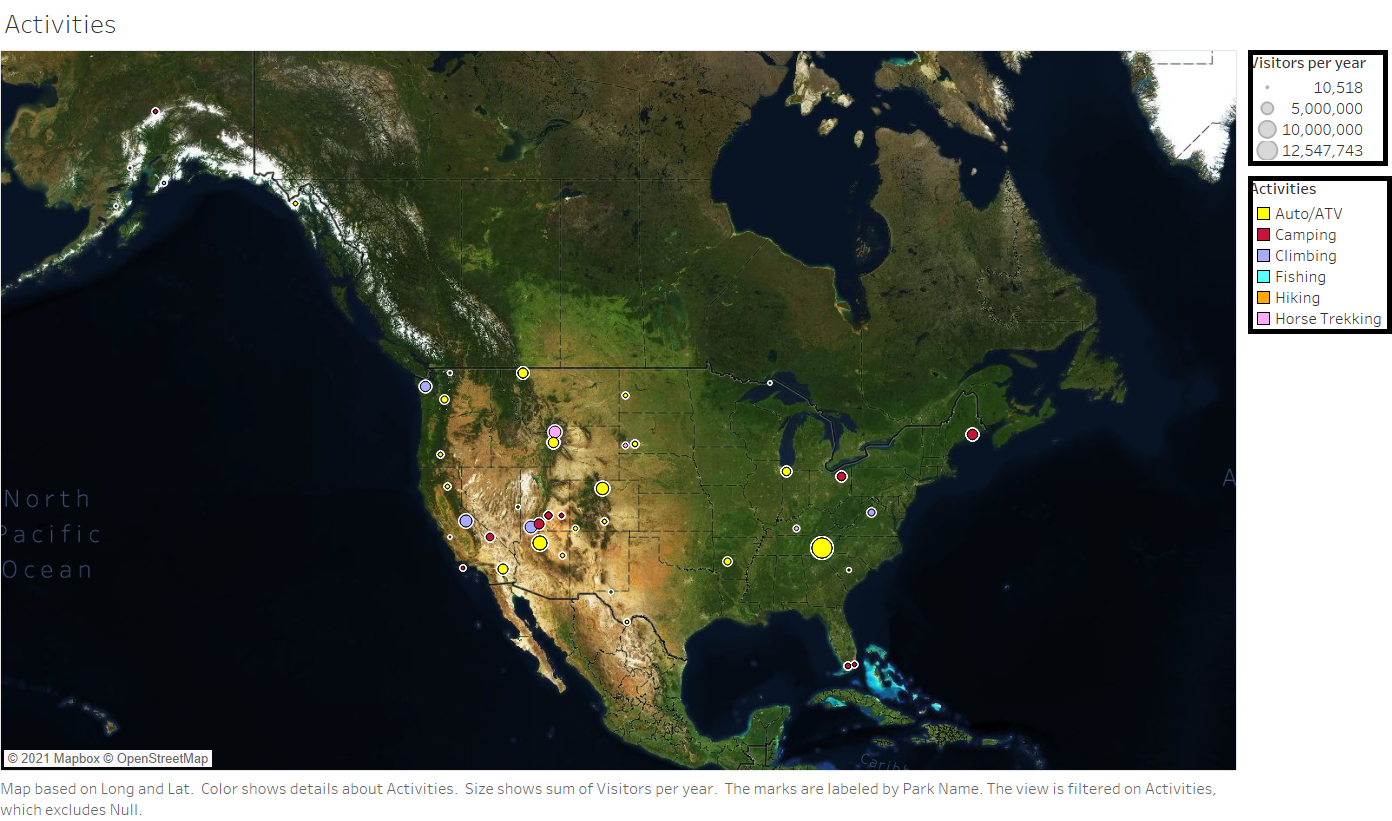 Activities
Visitors per year
10,518
5,000,000
10,000,000
12,547,743
Activities
Auto/ATV
Camping
Climbing
Fishing
Hiking
Horse Trekking
North
Pacific
Ocean
A
Caribb
© 2021 Mapbox © OpenStreetMap
Map based on Long and Lat.  Color shows details about Activities.  Size shows sum of Visitors per year.  The marks are labeled by Park Name. The view is filtered on Activities,
which excludes Null.